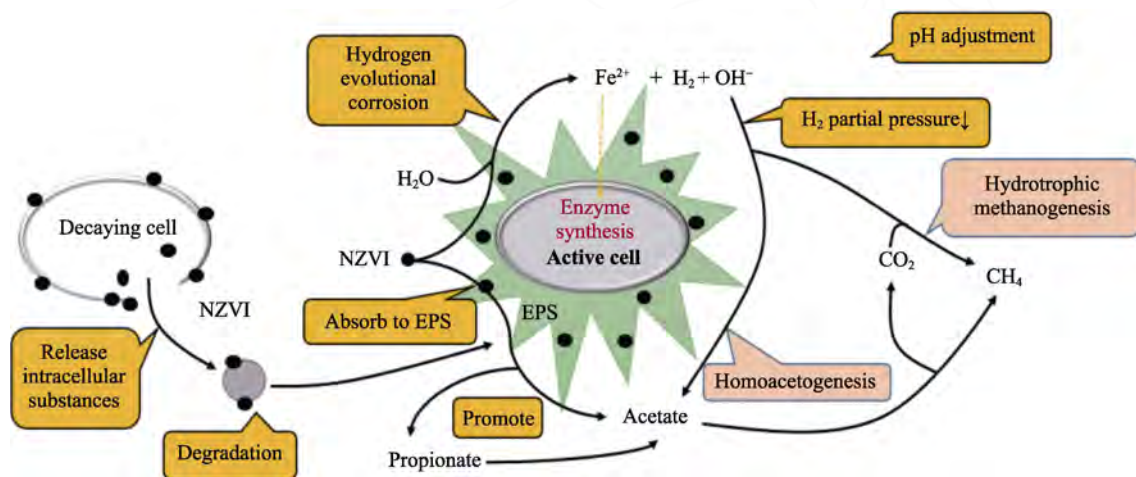 Hydrogen
evolutional
corrosion
Fe²⁺ + H₂ + OH⁻
pH adjustment
H₂ partial pressure↓
H₂O
Decaying cell
Enzyme
synthesis
Active cell
Hydrotrophic
methanogenesis
NZVI
CO₂
CH₄
NZVI
Absorb to EPS
EPS
Release
intracellular
substances
Homoacetogenesis
Degradation
Promote
Acetate
Propionate